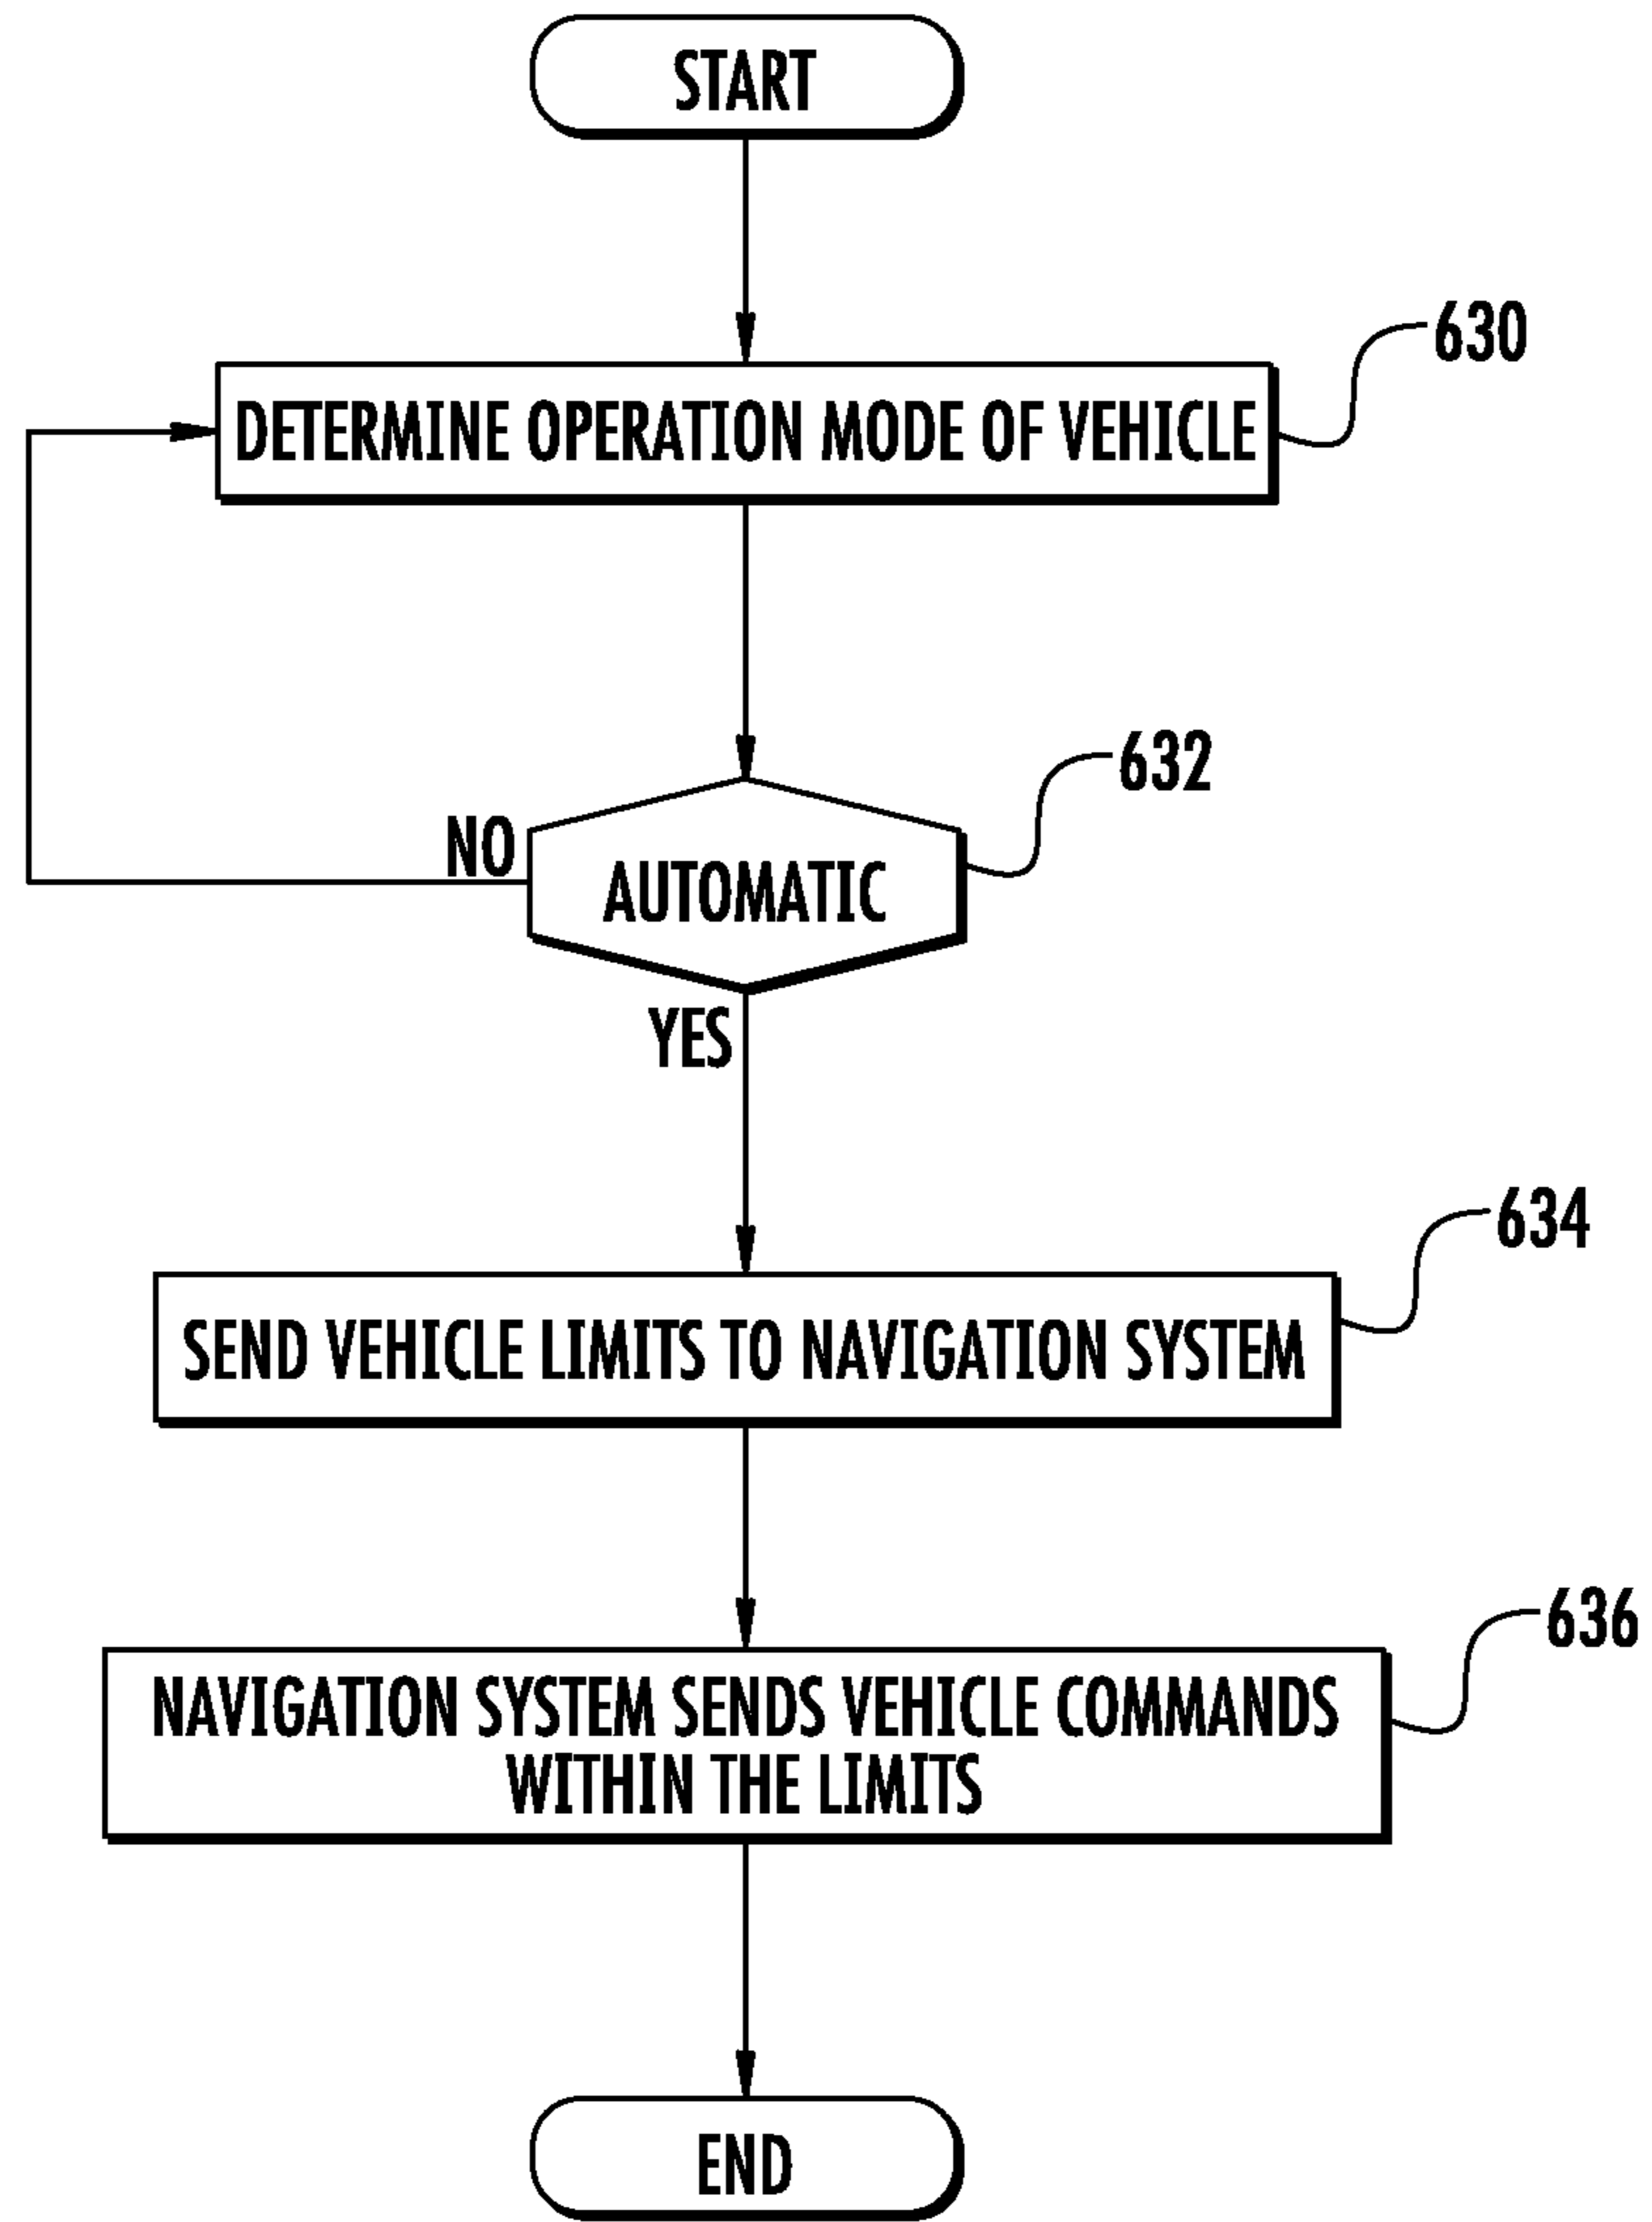 START
630
DETERMINE OPERATION MODE OF VEHICLE
632
NO
AUTOMATIC
YES
634
SEND VEHICLE LIMITS TO NAVIGATION SYSTEM
636
NAVIGATION SYSTEM SENDS VEHICLE COMMANDS
WITHIN THE LIMITS
END